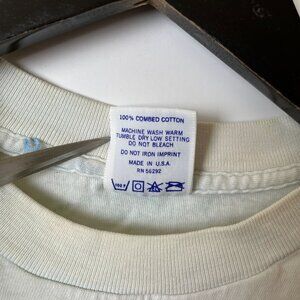 100% COMBED COTTON
MACHINE WASH WARM
TUMBLE DRY LOW SETTING
DO NOT BLEACH
DO NOT IRON IMPRINT
MADE IN U.S.A.
RN 56292